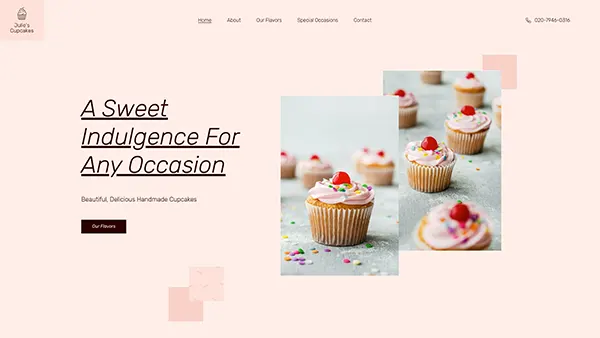 Julie's
Cupcakes
Home About Our Flavors Special Occasions Contact
020-7946-0316
A Sweet
Indulgence For
Any Occasion
Beautiful, Delicious Handmade Cupcakes
Our Flavors